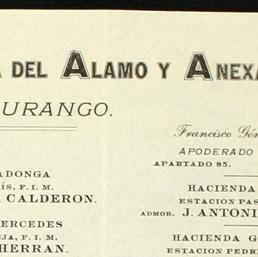 DEL ALAMO Y ANEXA
URANGO.
ADONGA
ÍS, F. I. M.
CALDERON.
ERCEDES
JA, F. I. M.
HERRAN.
Francisco Góm
APODERADO
APARTADO 85.
HACIENDA
ESTACION PAS
ADMOR. J. ANTONI
HACIENDA G
ESTACION PEDR